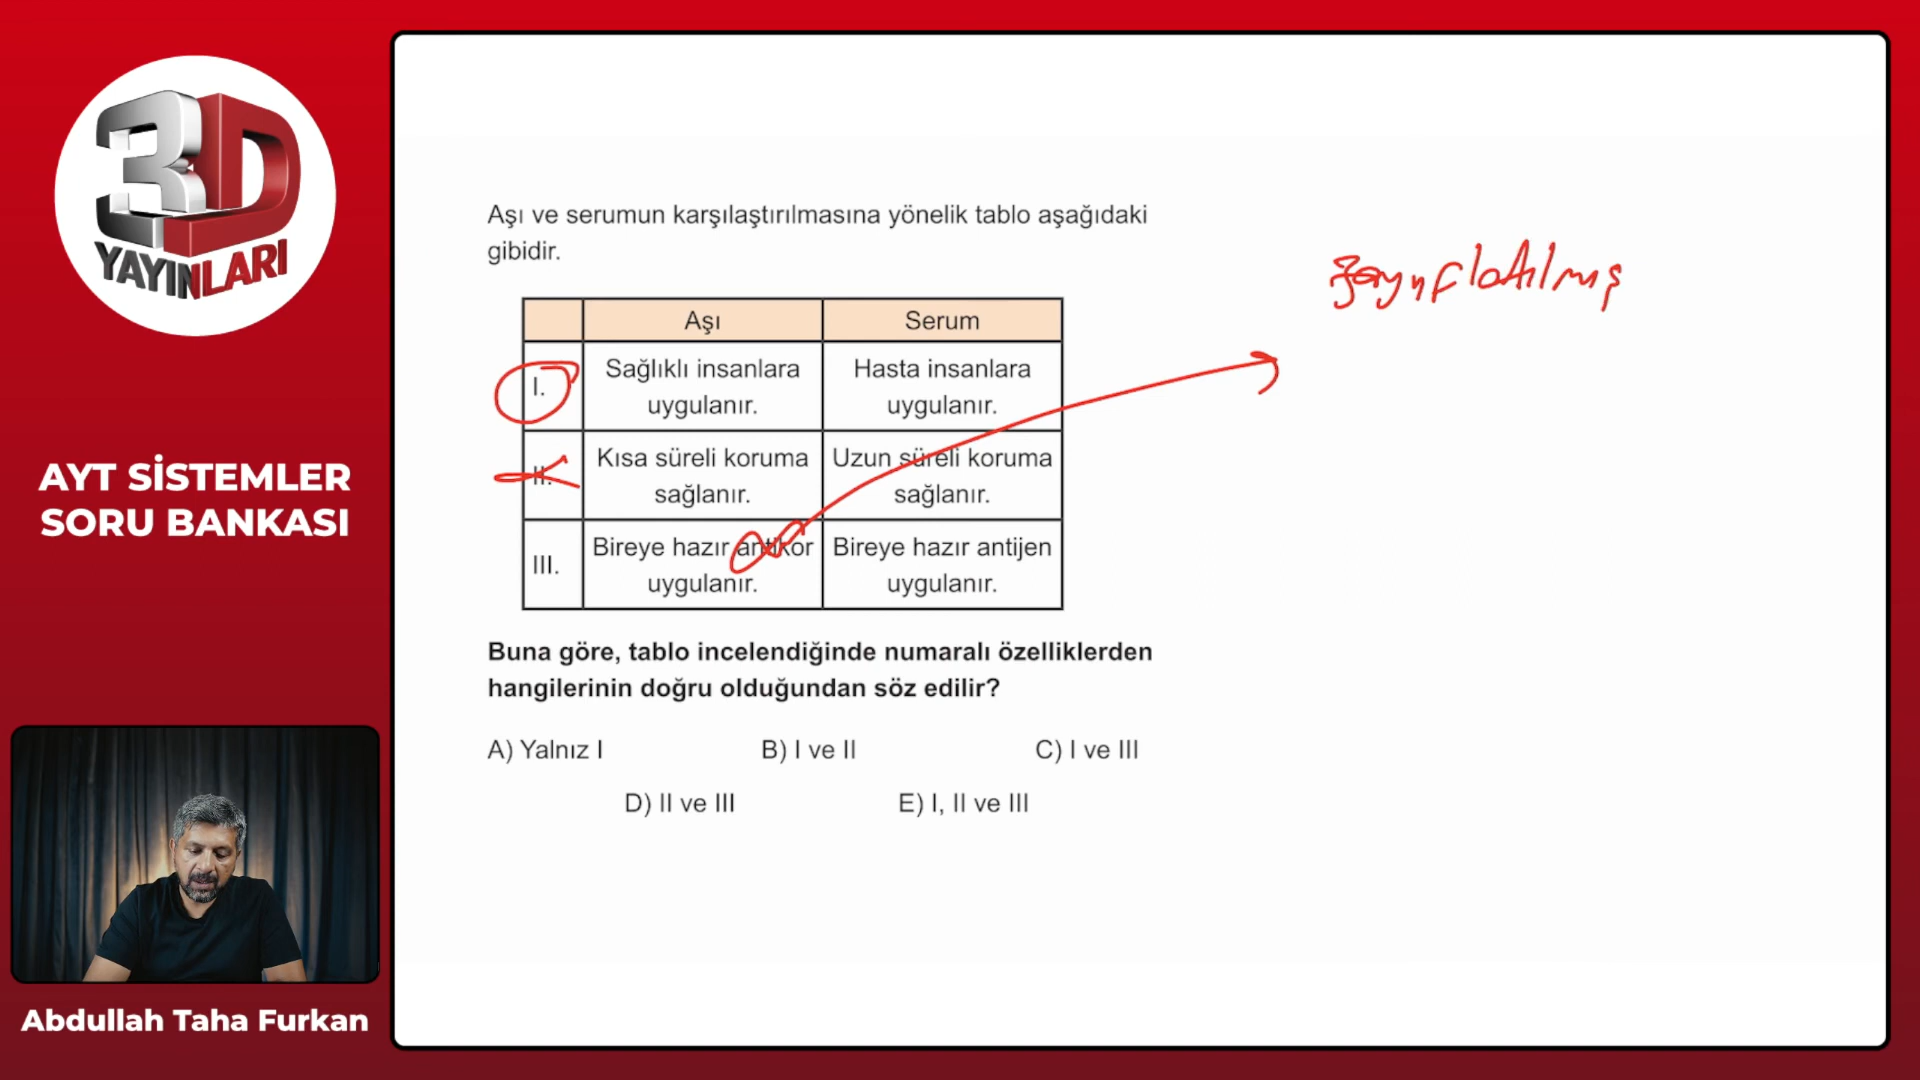 3D
YAYINLARI
AYT SİSTEMLER
SORU BANKASI
Abdullah Taha Furkan
Aşı ve serumun karşılaştırılmasına yönelik tablo aşağıdaki
gibidir.
Aşı Serum
I. Sağlıklı insanlara uygulanır. Hasta insanlara uygulanır.
II. Kısa süreli koruma sağlanır. Uzun süreli koruma sağlanır.
III. Bireye hazır antikor uygulanır. Bireye hazır antijen uygulanır.
Buna göre, tablo incelendiğinde numaralı özelliklerden
hangilerinin doğru olduğundan söz edilir?
A) Yalnız I B) I ve II C) I ve III
D) II ve III E) I, II ve III
zayıflatılmış